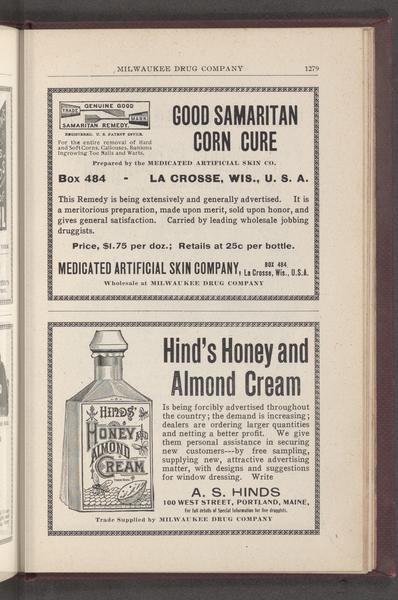 MILWAUKEE DRUG COMPANY 1279
GENUINE GOOD
TRADE MARK
SAMARITAN REMEDY.
REGISTERED. U. S. PATENT OFFICE.
For the entire removal of Hard
and Soft Corns, Callouses, Bunions
Ingrowing Toe Nails and Warts.
GOOD SAMARITAN
CORN CURE
Prepared by the MEDICATED ARTIFICIAL SKIN CO.
Box 484 - LA CROSSE, WIS., U. S. A.
This Remedy is being extensively and generally advertised. It is
a meritorious preparation, made upon merit, sold upon honor, and
gives general satisfaction. Carried by leading wholesale jobbing
druggists.
Price, $1.75 per doz.; Retails at 25c per bottle.
MEDICATED ARTIFICIAL SKIN COMPANY, BOX 484, La Crosse, Wis., U.S.A.
Wholesale at MILWAUKEE DRUG COMPANY
HINDS'
HONEY AND
ALMOND
CREAM
Hind's Honey and
Almond Cream
Is being forcibly advertised throughout
the country; the demand is increasing;
dealers are ordering larger quantities
and netting a better profit. We give
them personal assistance in securing
new customers---by free sampling,
supplying new, attractive advertising
matter, with designs and suggestions
for window dressing. Write
A. S. HINDS
100 WEST STREET, PORTLAND, MAINE,
For full details of Special Information for live druggists.
Trade Supplied by MILWAUKEE DRUG COMPANY